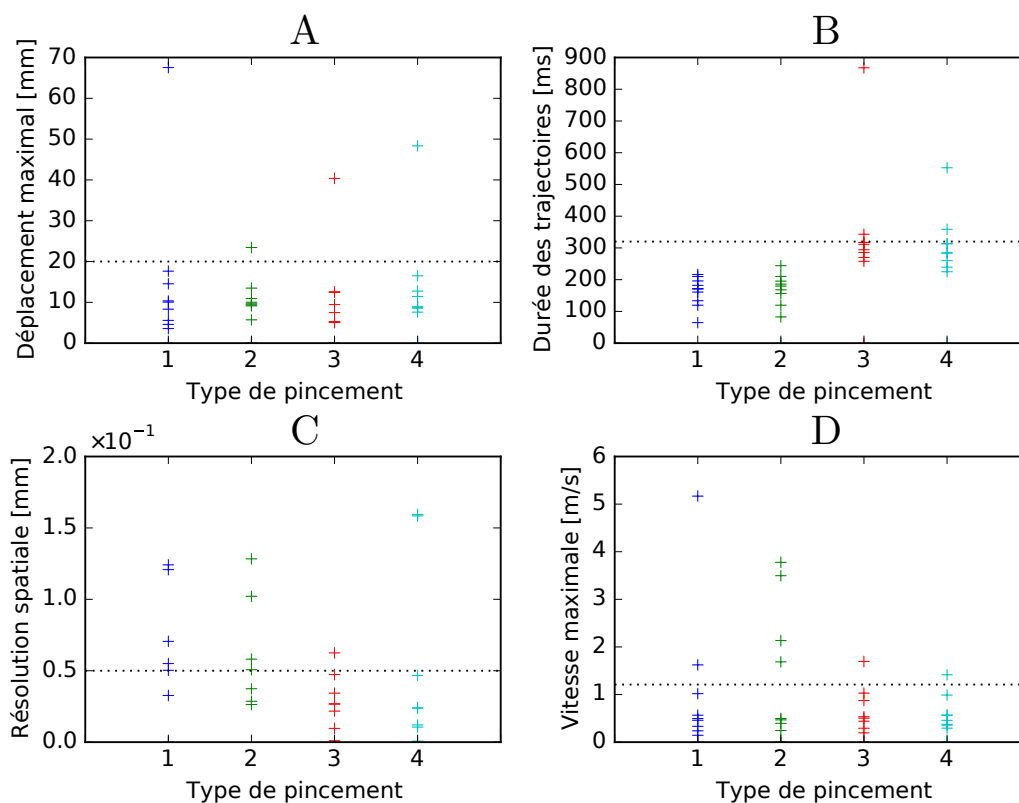 A
Déplacement maximal [mm]
70
60
50
40
30
20
10
0
1 2 3 4
Type de pincement
B
Durée des trajectoires [ms]
900
800
700
600
500
400
300
200
100
0
1 2 3 4
Type de pincement
C
×10⁻¹
Résolution spatiale [mm]
2.0
1.5
1.0
0.5
0.0
1 2 3 4
Type de pincement
D
Vitesse maximale [m/s]
6
5
4
3
2
1
0
1 2 3 4
Type de pincement